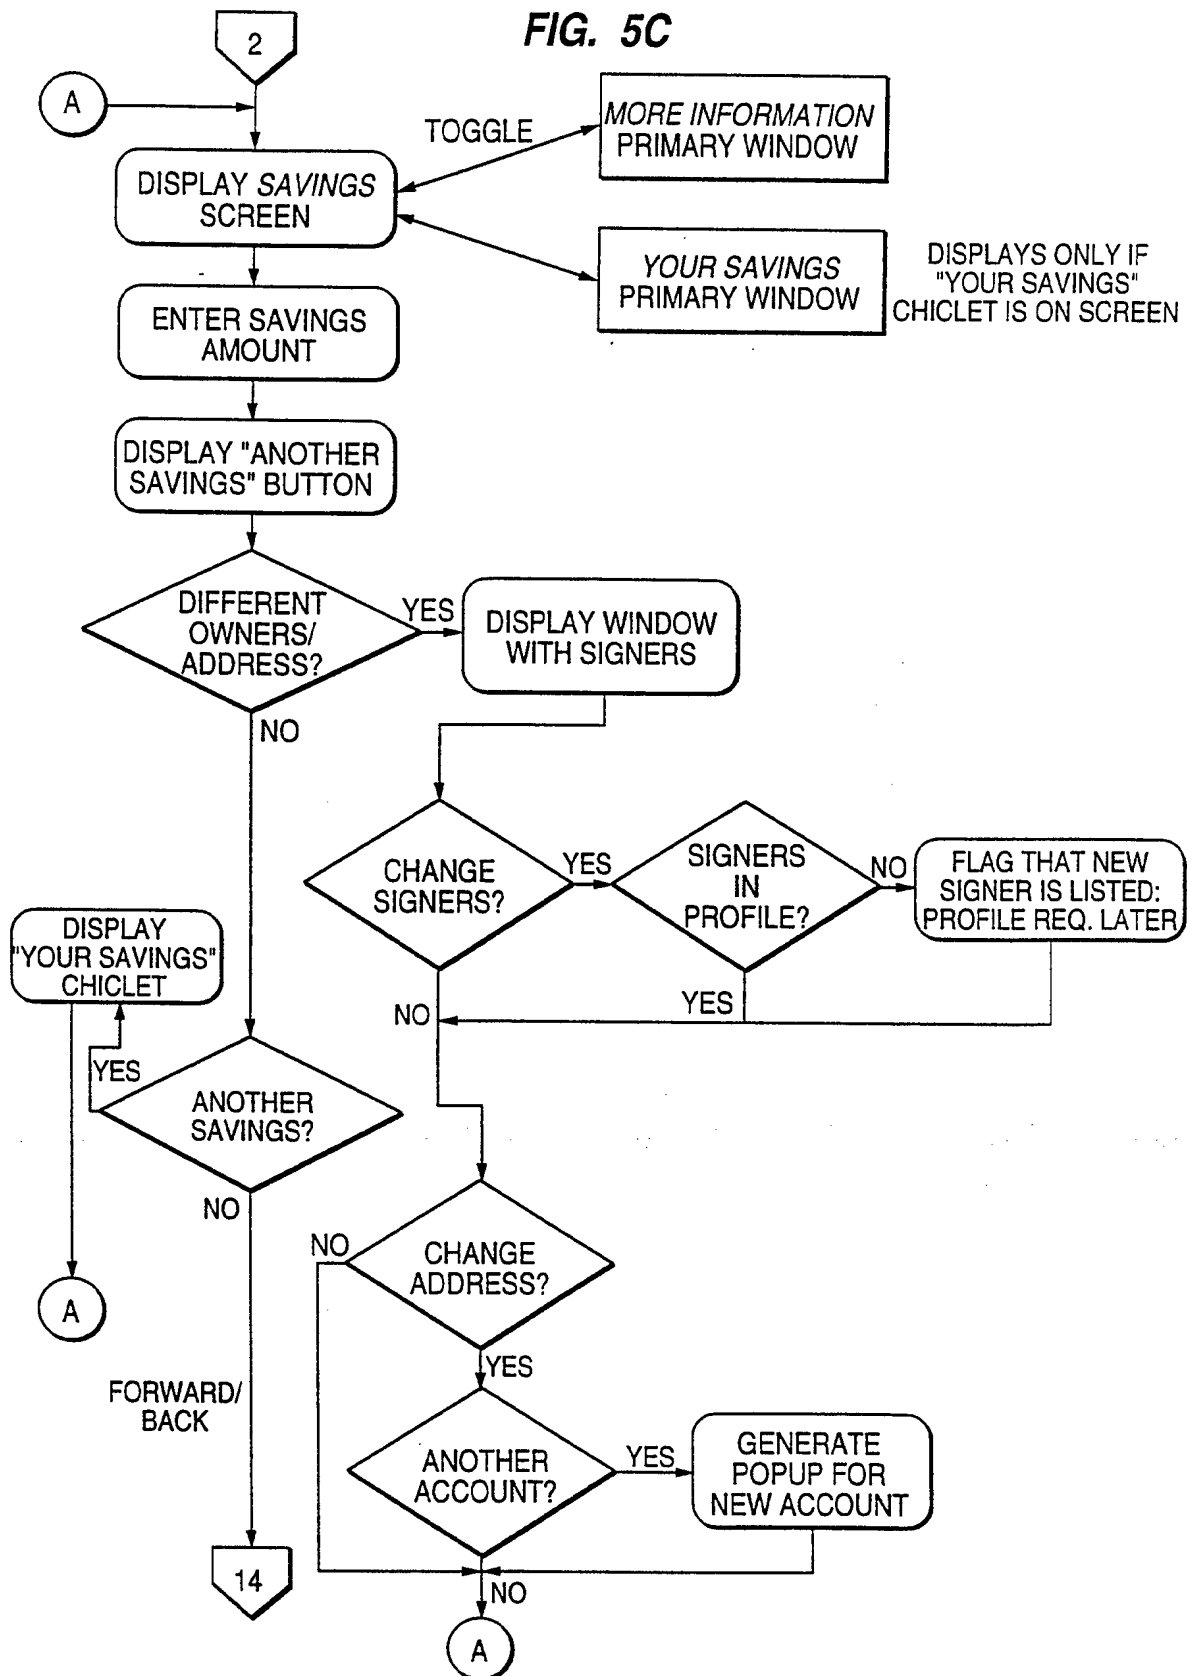 FIG. 5C
2
A
TOGGLE
MORE INFORMATION
PRIMARY WINDOW
DISPLAY SAVINGS
SCREEN
YOUR SAVINGS
PRIMARY WINDOW
DISPLAYS ONLY IF
"YOUR SAVINGS"
CHICLET IS ON SCREEN
ENTER SAVINGS
AMOUNT
DISPLAY "ANOTHER
SAVINGS" BUTTON
DIFFERENT
OWNERS/
ADDRESS?
YES
DISPLAY WINDOW
WITH SIGNERS
NO
CHANGE
SIGNERS?
YES
SIGNERS
IN
PROFILE?
NO
FLAG THAT NEW
SIGNER IS LISTED:
PROFILE REQ. LATER
YES
NO
DISPLAY
"YOUR SAVINGS"
CHICLET
YES
ANOTHER
SAVINGS?
NO
A
FORWARD/
BACK
14
CHANGE
ADDRESS?
NO
YES
ANOTHER
ACCOUNT?
YES
GENERATE
POPUP FOR
NEW ACCOUNT
NO
A